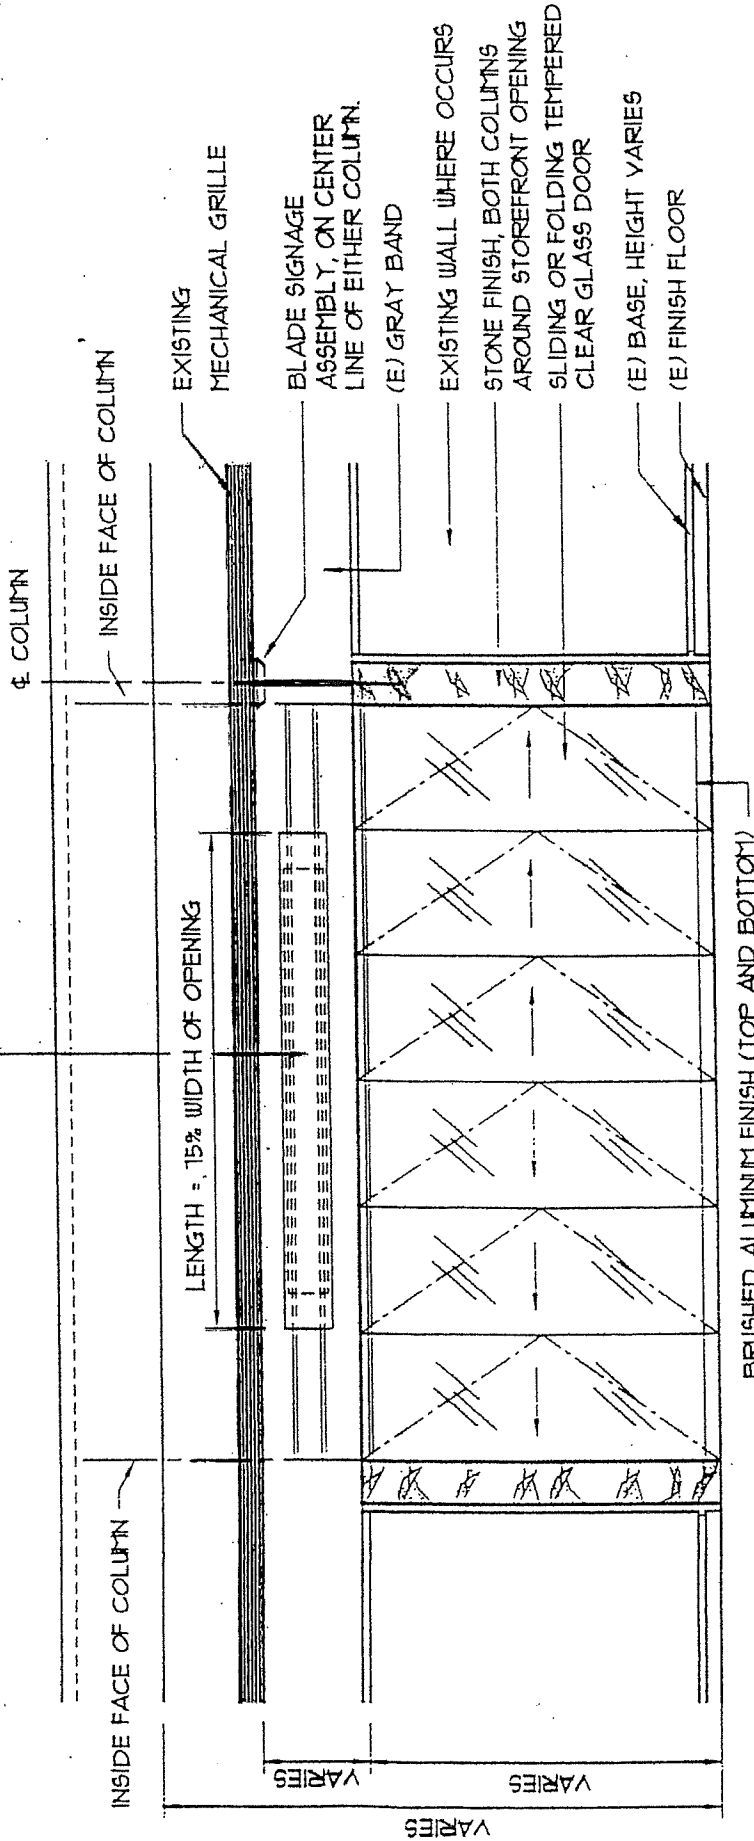 ℄ COLUMN
INSIDE FACE OF COLUMN
EXISTING
MECHANICAL GRILLE
BLADE SIGNAGE
ASSEMBLY, ON CENTER
LINE OF EITHER COLUMN.
(E) GRAY BAND
EXISTING WALL WHERE OCCURS
STONE FINISH, BOTH COLUMNS
AROUND STOREFRONT OPENING
SLIDING OR FOLDING TEMPERED
CLEAR GLASS DOOR
(E) BASE, HEIGHT VARIES
(E) FINISH FLOOR
LENGTH = 75% WIDTH OF OPENING
INSIDE FACE OF COLUMN
BRUSHED ALUMINUM FINISH (TOP AND BOTTOM)
VARIES
VARIES
VARIES